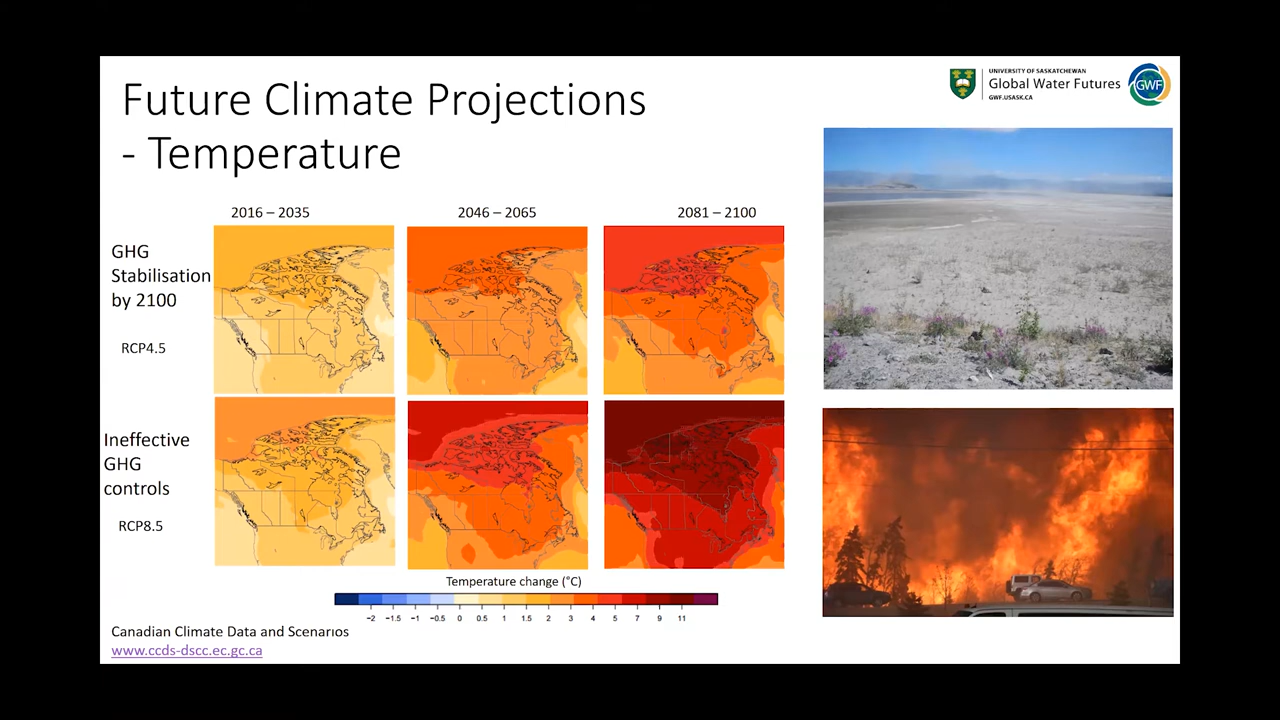 Future Climate Projections
- Temperature
UNIVERSITY OF SASKATCHEWAN
Global Water Futures
GWF.USASK.CA
GWF
2016 – 2035
2046 – 2065
2081 – 2100
GHG
Stabilisation
by 2100
RCP4.5
Ineffective
GHG
controls
RCP8.5
Temperature change (°C)
−2 −1.5 −1 −0.5 0 0.5 1 1.5 2 3 4 5 7 9 11
Canadian Climate Data and Scenarios
www.ccds-dscc.ec.gc.ca